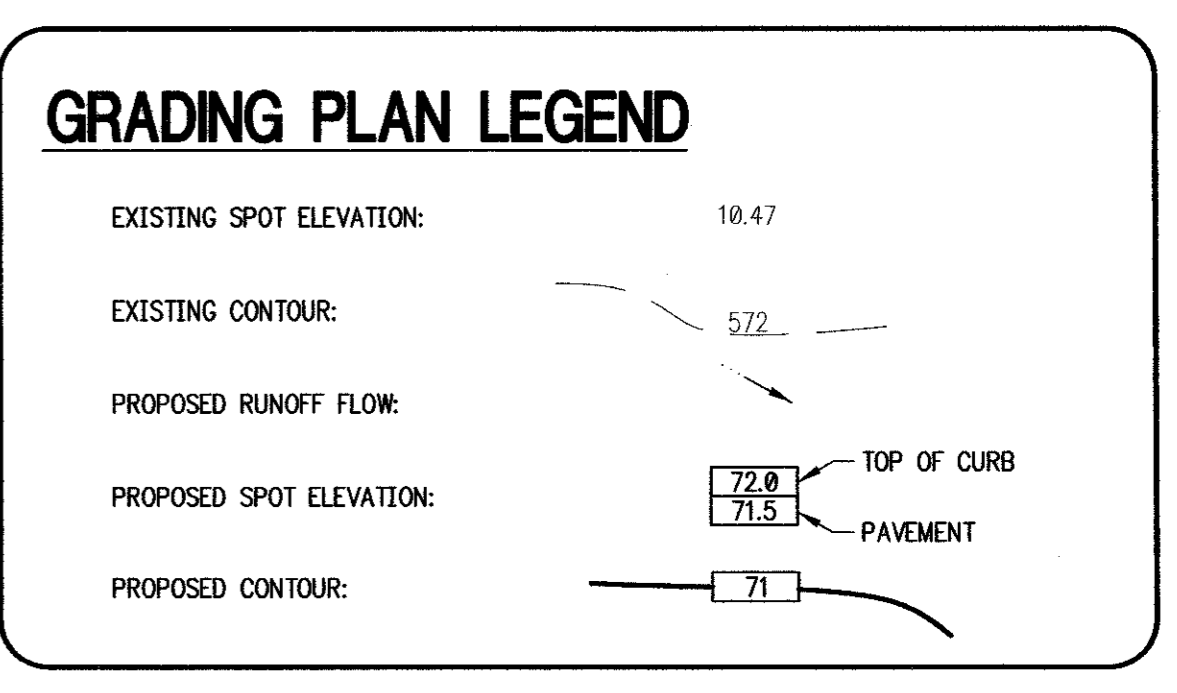 GRADING PLAN LEGEND
EXISTING SPOT ELEVATION: 10.47
EXISTING CONTOUR: 572
PROPOSED RUNOFF FLOW:
PROPOSED SPOT ELEVATION: 72.0 TOP OF CURB
71.5 PAVEMENT
PROPOSED CONTOUR: 71